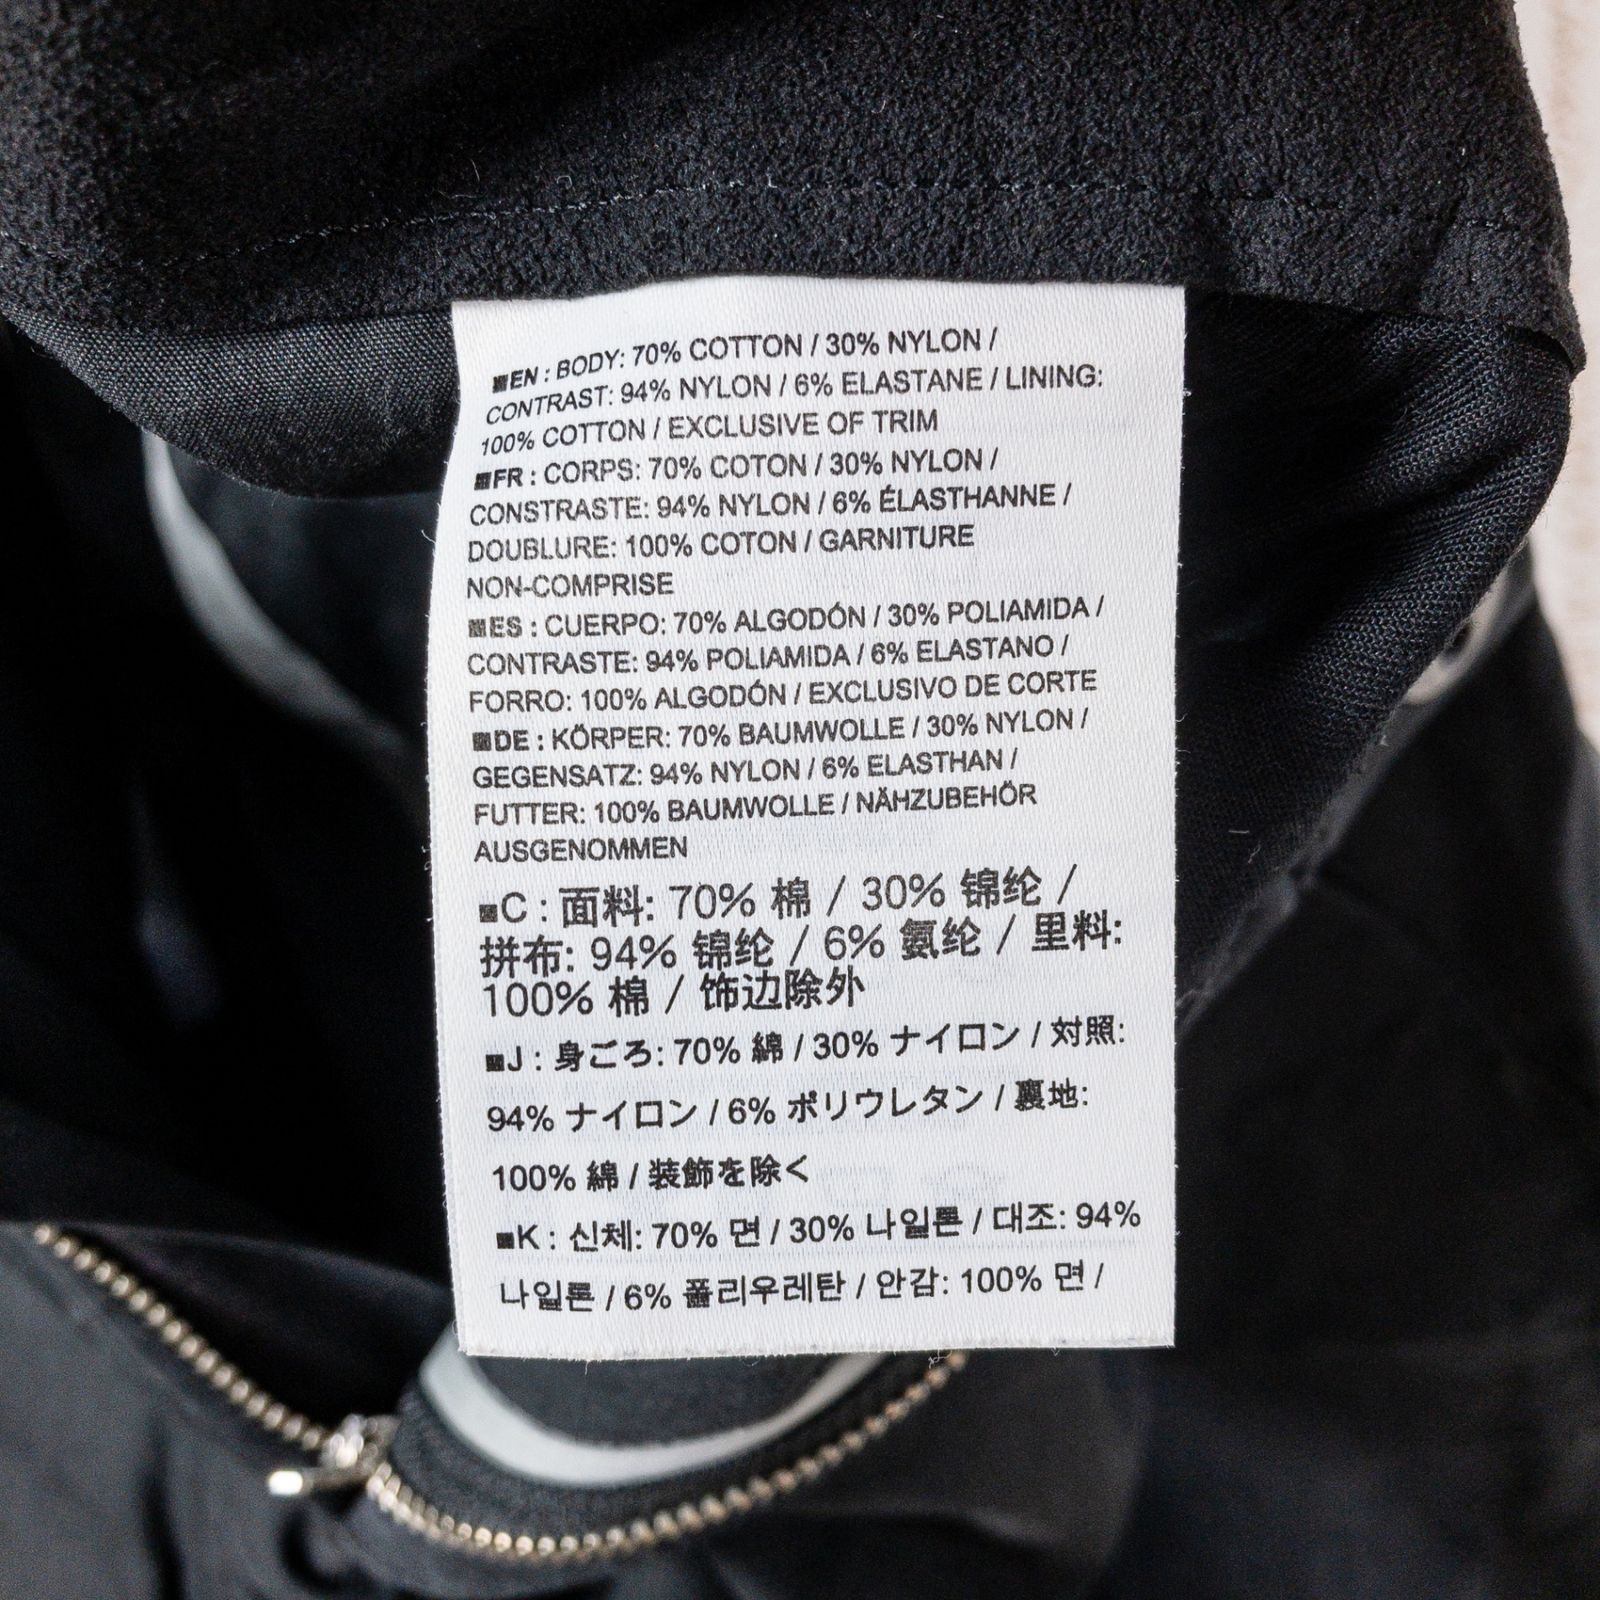 ■EN : BODY: 70% COTTON / 30% NYLON /
CONTRAST: 94% NYLON / 6% ELASTANE / LINING:
100% COTTON / EXCLUSIVE OF TRIM
■FR : CORPS: 70% COTON / 30% NYLON /
CONSTRASTE: 94% NYLON / 6% ÉLASTHANNE /
DOUBLURE: 100% COTON / GARNITURE
NON-COMPRISE
■ES : CUERPO: 70% ALGODÓN / 30% POLIAMIDA /
CONTRASTE: 94% POLIAMIDA / 6% ELASTANO /
FORRO: 100% ALGODÓN / EXCLUSIVO DE CORTE
■DE : KÖRPER: 70% BAUMWOLLE / 30% NYLON /
GEGENSATZ: 94% NYLON / 6% ELASTHAN /
FUTTER: 100% BAUMWOLLE / NÄHZUBEHÖR
AUSGENOMMEN
■C : 面料: 70% 棉 / 30% 锦纶 /
拼布: 94% 锦纶 / 6% 氨纶 / 里料:
100% 棉 / 饰边除外
■J : 身ごろ: 70% 綿 / 30% ナイロン / 対照:
94% ナイロン / 6% ポリウレタン / 裏地:
100% 綿 / 装飾を除く
■K : 신체: 70% 면 / 30% 나일론 / 대조: 94%
나일론 / 6% 폴리우레탄 / 안감: 100% 면 /